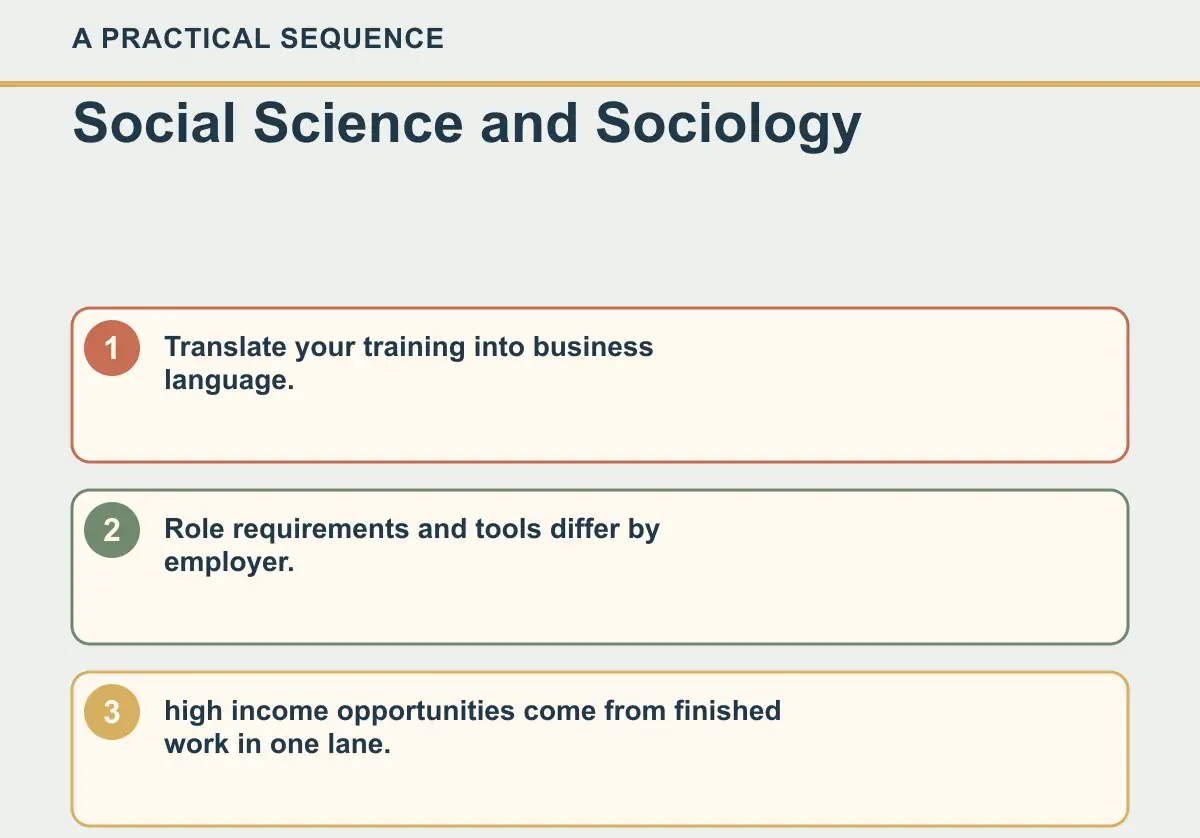 A PRACTICAL SEQUENCE
Social Science and Sociology
1
Translate your training into business
language.
2
Role requirements and tools differ by
employer.
3
high income opportunities come from finished
work in one lane.